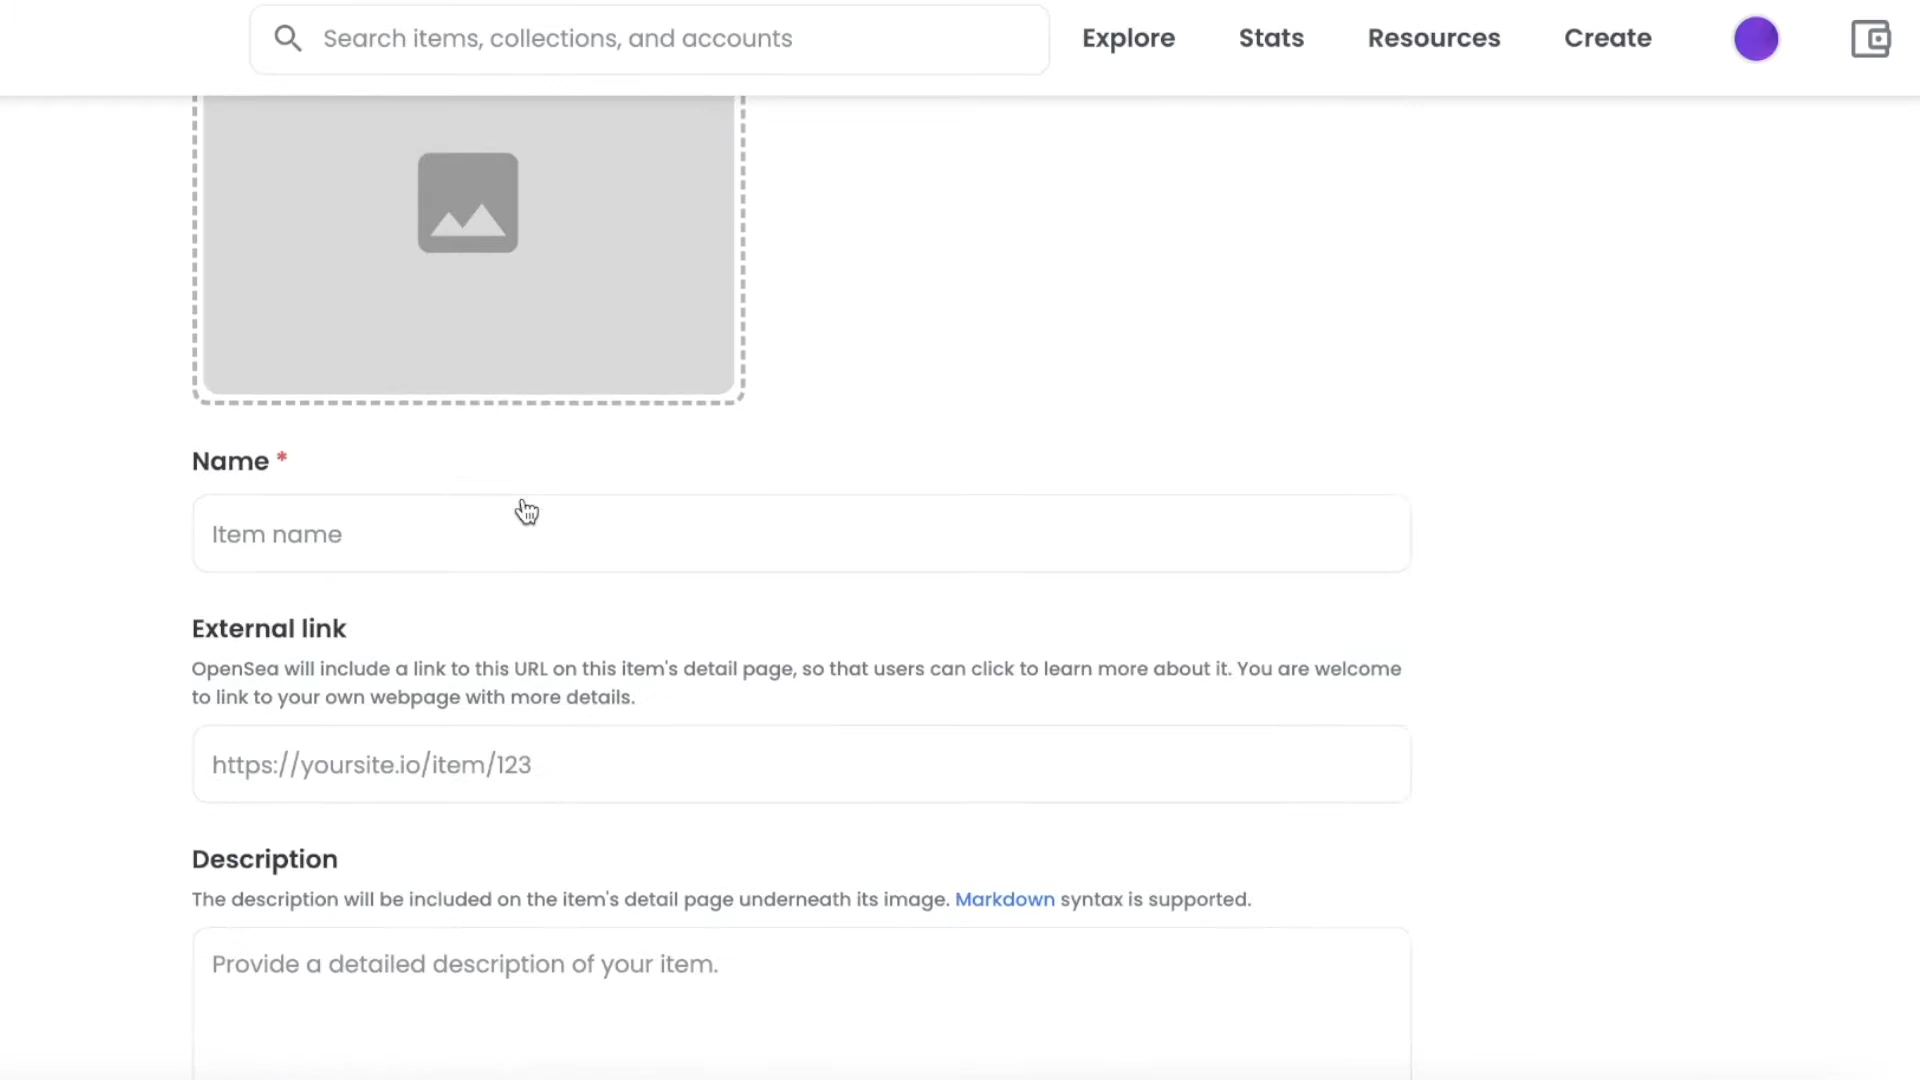 Search items, collections, and accounts
Explore
Stats
Resources
Create
Name *
Item name
External link
OpenSea will include a link to this URL on this item's detail page, so that users can click to learn more about it. You are welcome
to link to your own webpage with more details.
https://yoursite.io/item/123
Description
The description will be included on the item's detail page underneath its image. Markdown syntax is supported.
Provide a detailed description of your item.